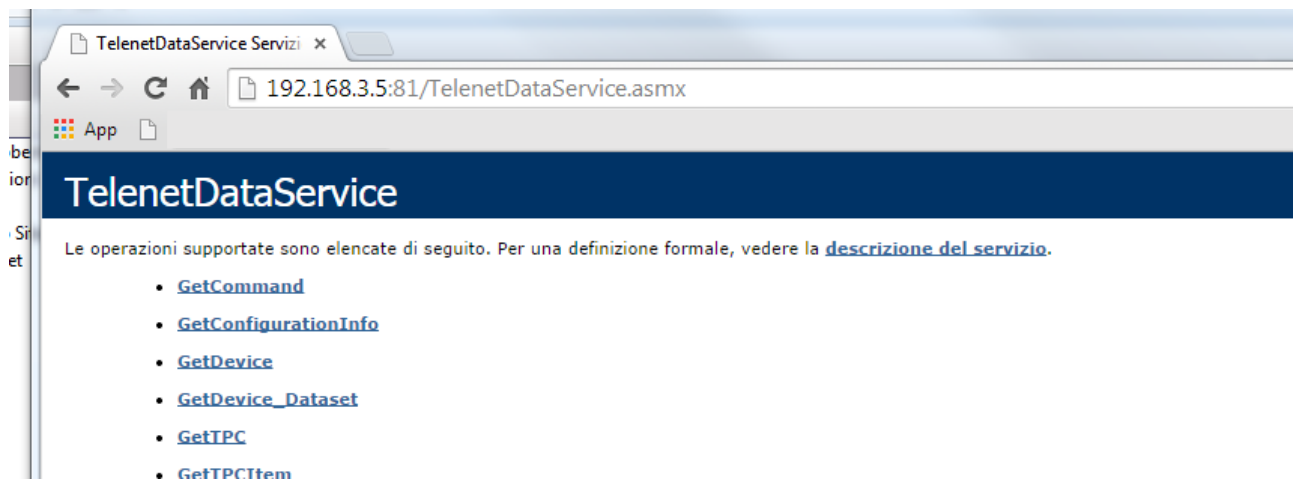 TelenetDataService Servizi
192.168.3.5:81/TelenetDataService.asmx
App
TelenetDataService
Le operazioni supportate sono elencate di seguito. Per una definizione formale, vedere la descrizione del servizio.
GetCommand
GetConfigurationInfo
GetDevice
GetDevice_Dataset
GetTPC
GetTPCItem